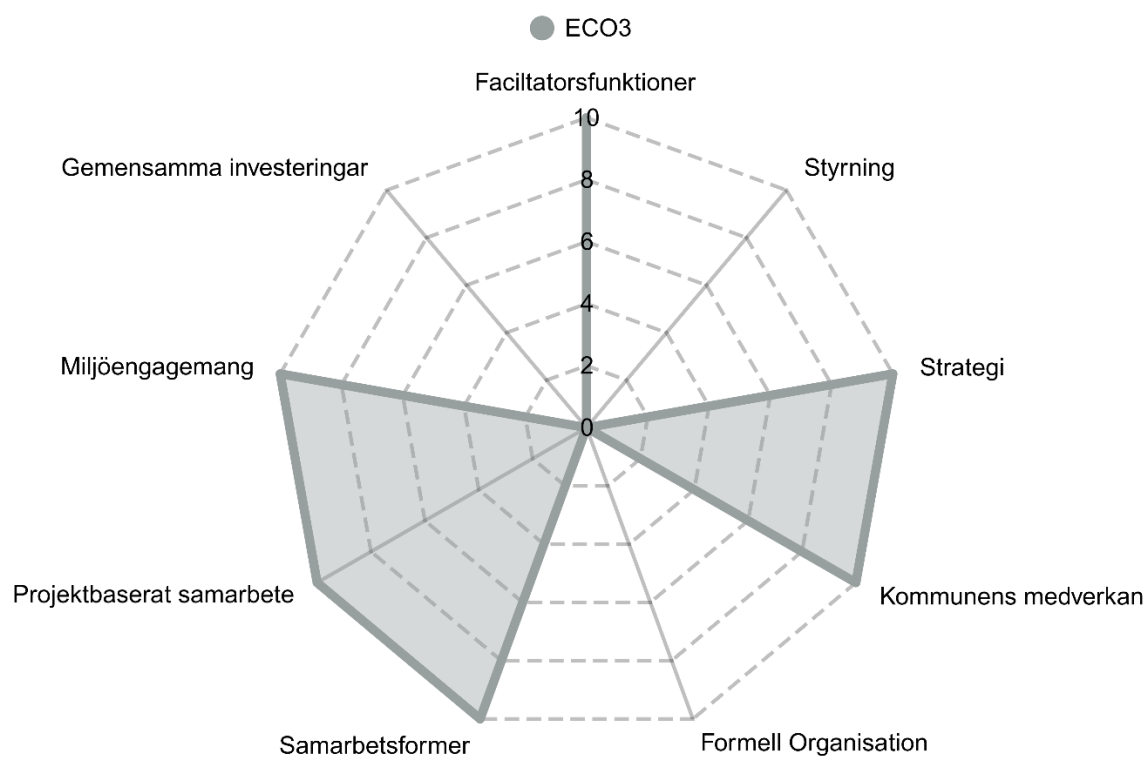 ECO3
Faciltatorsfunktioner
10
Gemensamma investeringar
Styrning
8
6
4
Miljöengagemang
2
Strategi
0
Projektbaserat samarbete
Kommunens medverkan
Samarbetsformer
Formell Organisation